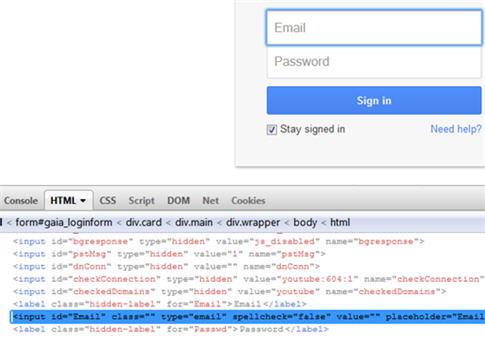 Email
Password
Sign in
Stay signed in Need help?
Console HTML CSS Script DOM Net Cookies
< form#gaia_loginform < div.card < div.main < div.wrapper < body < html
<input id="bgresponse" type="hidden" value="js_disabled" name="bgresponse">
<input id="pstMsg" type="hidden" value="1" name="pstMsg">
<input id="dnConn" type="hidden" value="" name="dnConn">
<input id="checkConnection" type="hidden" value="youtube:604:1" name="checkConnection"
<input id="checkedDomains" type="hidden" value="youtube" name="checkedDomains">
<label class="hidden-label" for="Email">Email</label>
<input id="Email" class="" type="email" spellcheck="false" value="" placeholder="Email
<label class="hidden-label" for="Passwd">Password</label>